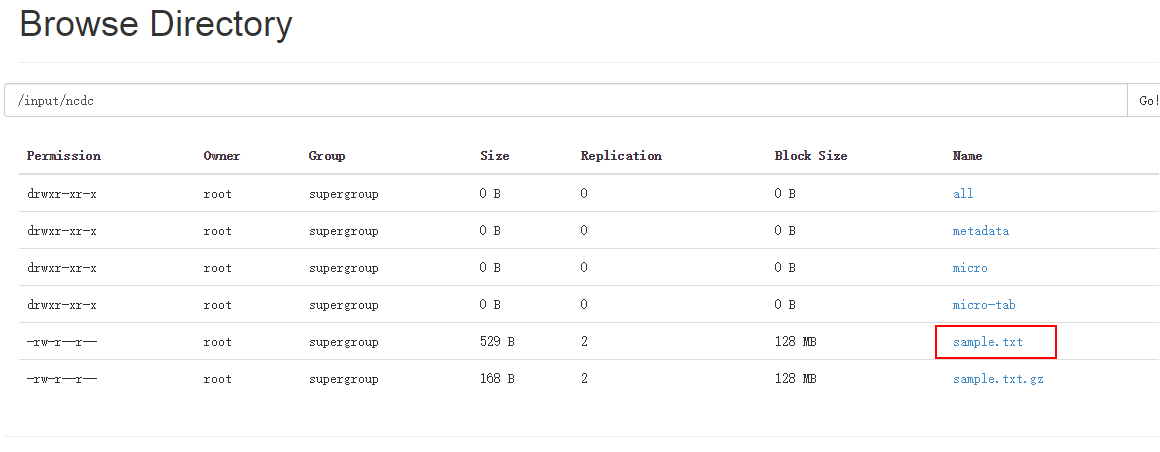 Browse Directory
/input/ncdc Go!
Permission Owner Group Size Replication Block Size Name
drwxr-xr-x root supergroup 0 B 0 0 B all
drwxr-xr-x root supergroup 0 B 0 0 B metadata
drwxr-xr-x root supergroup 0 B 0 0 B micro
drwxr-xr-x root supergroup 0 B 0 0 B micro-tab
-rw-r--r-- root supergroup 529 B 2 128 MB sample.txt
-rw-r--r-- root supergroup 168 B 2 128 MB sample.txt.gz